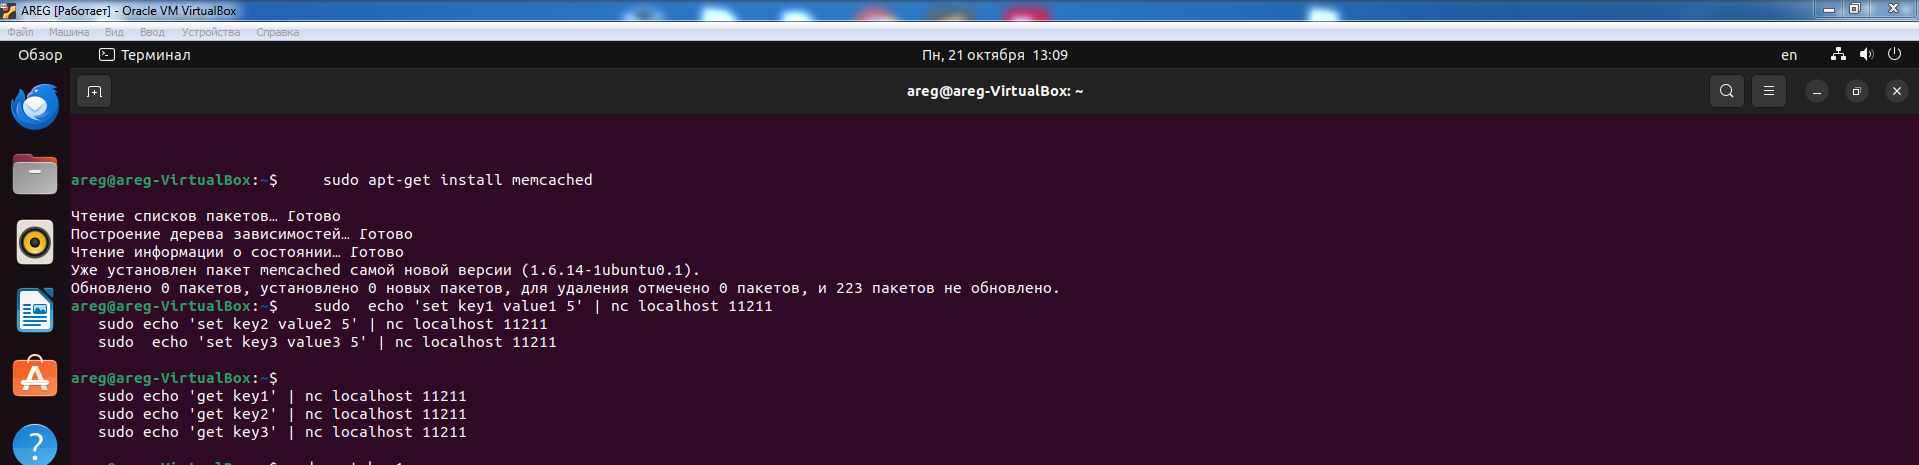 AREG [Работает] - Oracle VM VirtualBox
Файл Машина Вид Ввод Устройства Справка
Обзор Терминал Пн, 21 октября 13:09 en
areg@areg-VirtualBox: ~
areg@areg-VirtualBox:~$ sudo apt-get install memcached
Чтение списков пакетов… Готово
Построение дерева зависимостей… Готово
Чтение информации о состоянии… Готово
Уже установлен пакет memcached самой новой версии (1.6.14-1ubuntu0.1).
Обновлено 0 пакетов, установлено 0 новых пакетов, для удаления отмечено 0 пакетов, и 223 пакетов не обновлено.
areg@areg-VirtualBox:~$ sudo echo 'set key1 value1 5' | nc localhost 11211
sudo echo 'set key2 value2 5' | nc localhost 11211
sudo echo 'set key3 value3 5' | nc localhost 11211
areg@areg-VirtualBox:~$
sudo echo 'get key1' | nc localhost 11211
sudo echo 'get key2' | nc localhost 11211
sudo echo 'get key3' | nc localhost 11211